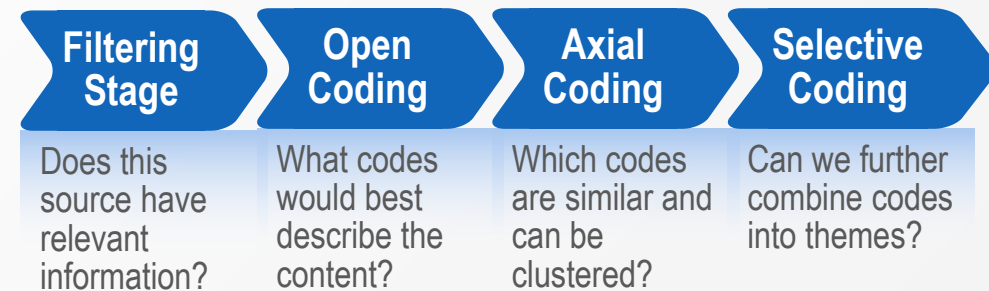 Filtering
Stage
Does this
source have
relevant
information?
Open
Coding
What codes
would best
describe the
content?
Axial
Coding
Which codes
are similar and
can be
clustered?
Selective
Coding
Can we further
combine codes
into themes?